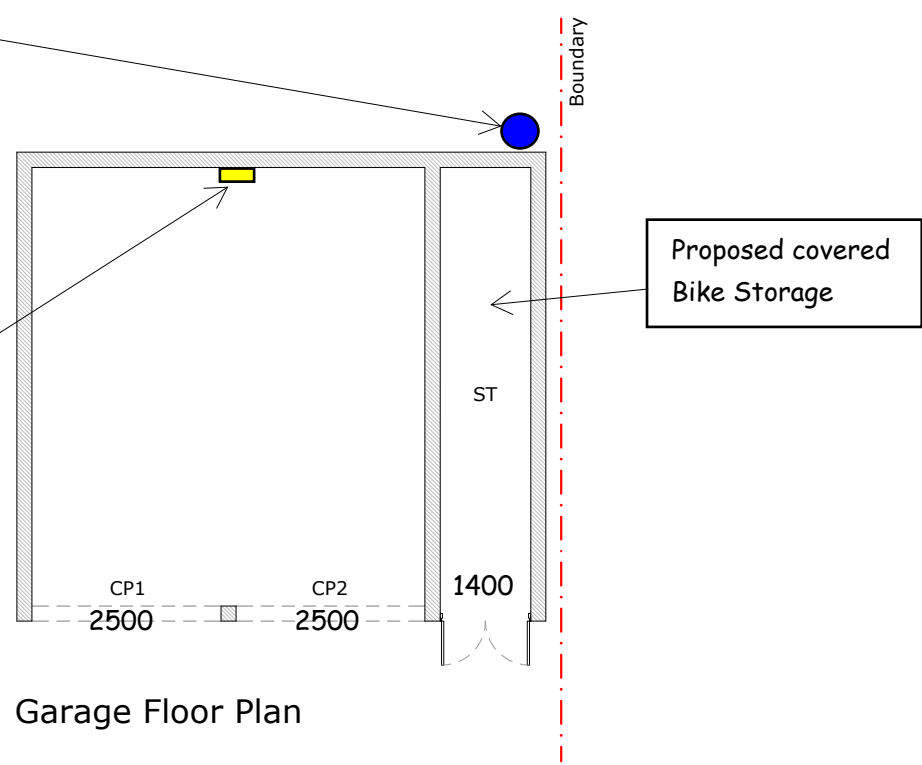 Boundary
Proposed covered
Bike Storage
ST
CP1
CP2
1400
2500
2500
Garage Floor Plan